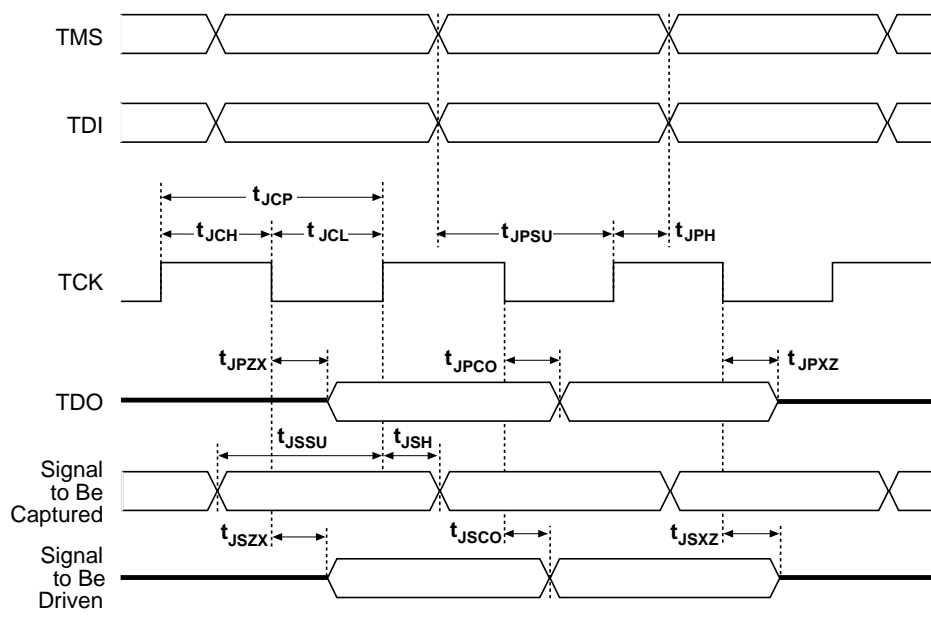 TMS
TDI
tJCP
tJCH
tJCL
tJPSU
tJPH
TCK
tJPZX
tJPCO
tJPXZ
TDO
tJSSU
tJSH
Signal
to Be
Captured
tJSZX
tJSCO
tJSXZ
Signal
to Be
Driven